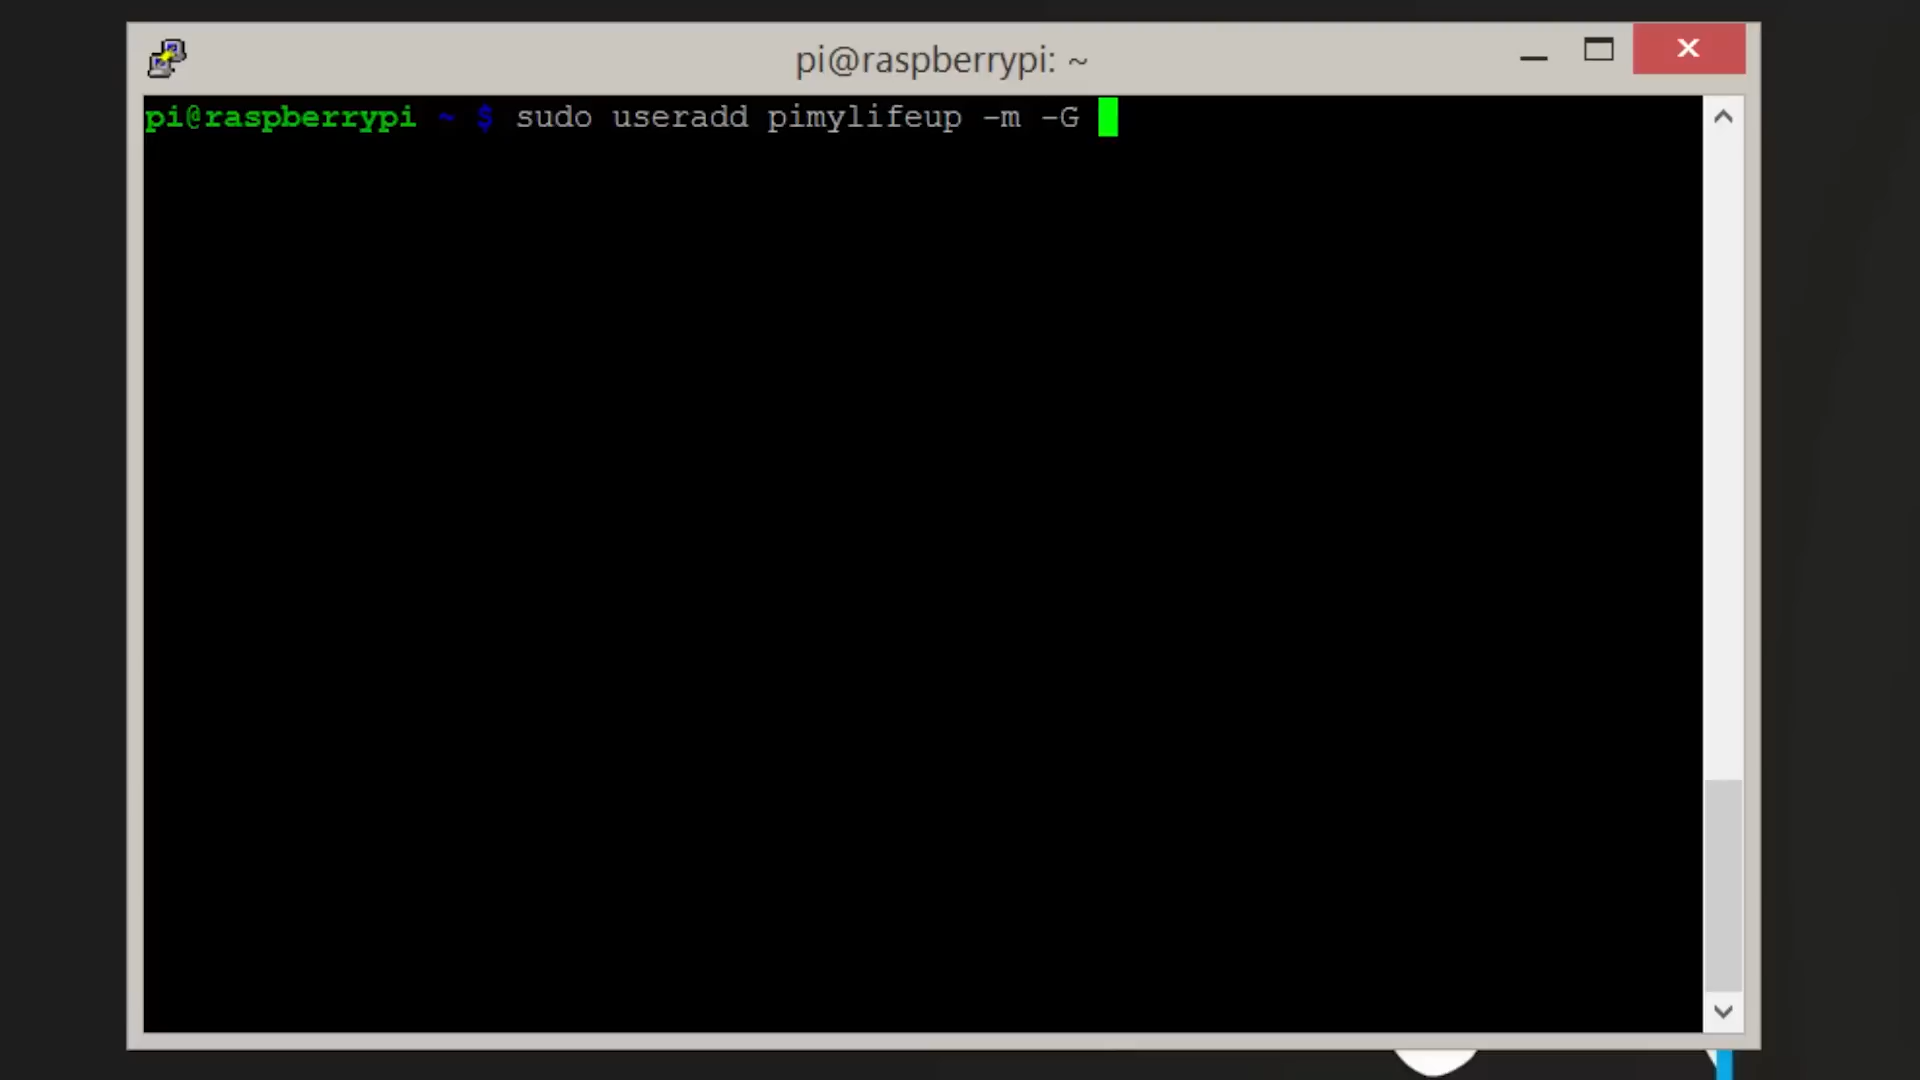 pi@raspberrypi: ~
pi@raspberrypi ~ $ sudo useradd pimylifeup -m -G